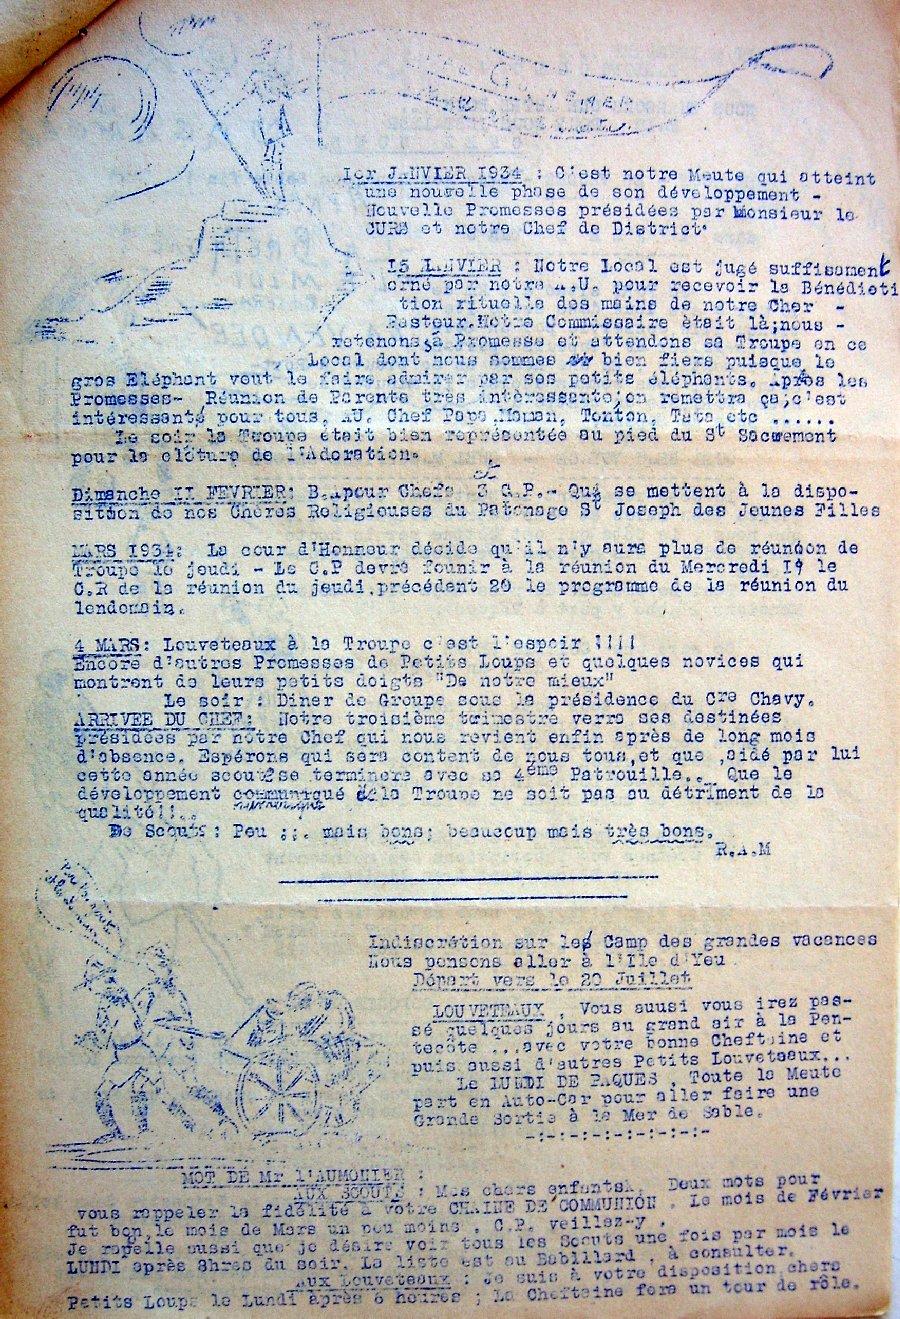 1er JANVIER 1934 : C'est notre Meute qui atteint
une nouvelle phase de son développement -
Nouvelle Promesses présidées par Monsieur le
CURE et notre Chef de District.
15 JANVIER : Notre Local est jugé suffisament
orné par notre A.U. pour recevoir la Bénédicti
tion rituelle des mains de notre Cher -
Pasteur.Notre Commissaire était là;nous -
retenons sa Promesse et attendons sa Troupe en ce
Local dont nous sommes bien fiers puisque le
gros Eléphant veut le faire admirer par ses petits éléphants. Après les
Promesses- Réunion de Parents très intéressante;on remettra ça;c'est
intéressant pour tous, AU. Chef Papa,Maman, Tonton, Tata etc ......
Le soir la Troupe était bien représentée au pied du St Sacrement
pour la clôture de l'Adoration.
Dimanche II FEVRIER: B.A.pour Chefs et 3 C.P.- Qui se mettent à la dispo-
sition de nos Chères Religieuses du Patonage St Joseph des Jeunes Filles
MARS 1934: La cour d'Honneur décide qu'il n'y aura plus de réunéon de
Troupe le jeudi - Le C.P devra founir à la réunion du Mercredi 1° le
C.R de la réunion du jeudi,précédent 2° le programme de la réunion du
lendemain.
4 MARS: Louveteaux à la Troupe c'est l'espoir !!!!
Encore d'autres Promesses de Petits Loups et quelques novices qui
montrent de leurs petits doigts "De notre mieux"
Le soir : Diner de Groupe sous la présidence du Cre Chavy.
ARRIVEE DU CHEF: Notre troisième trimestre verra ses destinées
présidées par notre Chef qui nous revient enfin après de long mois
d'absence. Espérons qui sera content de nous tous,et que ,aidé par lui
cette année scoute se terminera avec sa 4ème Patrouille.. Que le
développement numérique de la Troupe ne soit pas au détriment de la
qualité!!..
De Scouts : Peu ... mais bons; beaucoup mais très bons.
R.A.M
Indiscrétion sur les Camp des grandes vacances
Nous pensons aller à l'Ile d'Yeu
Départ vers le 20 Juillet
LOUVETEAUX . Vous auusi vous irez pas-
sé quelques jours au grand air à la Pen-
tecôte ...avec votre bonne Cheftaine et
puis aussi d'autres Petits Louveteaux...
Le LUNDI DE PAQUES . Toute la Meute
part en Auto-Car pour aller faire une
Grande Sortie à la Mer de Sable.
-:-:-:-:-:-:-:-:-
MOT DE Mr l'AUMONIER :
AUX SCOUTS : Mes chers enfants. Deux mots pour
vous rappeler la fidélité à votre CHAINE DE COMMUNION . Le mois de Février
fut bon,le mois de Mars un peu moins . C.P. veillez-y .
Je rapelle aussi que je désire voir tous les Scouts une fois par mois le
LUNDI après 8hres du soir. La liste est au Babillard , à consulter.
Aux Louveteaux : Je suis à votre disposition,chers
Petits Loups le Lundi après 6 heures ; La Cheftaine fera un tour de rôle.